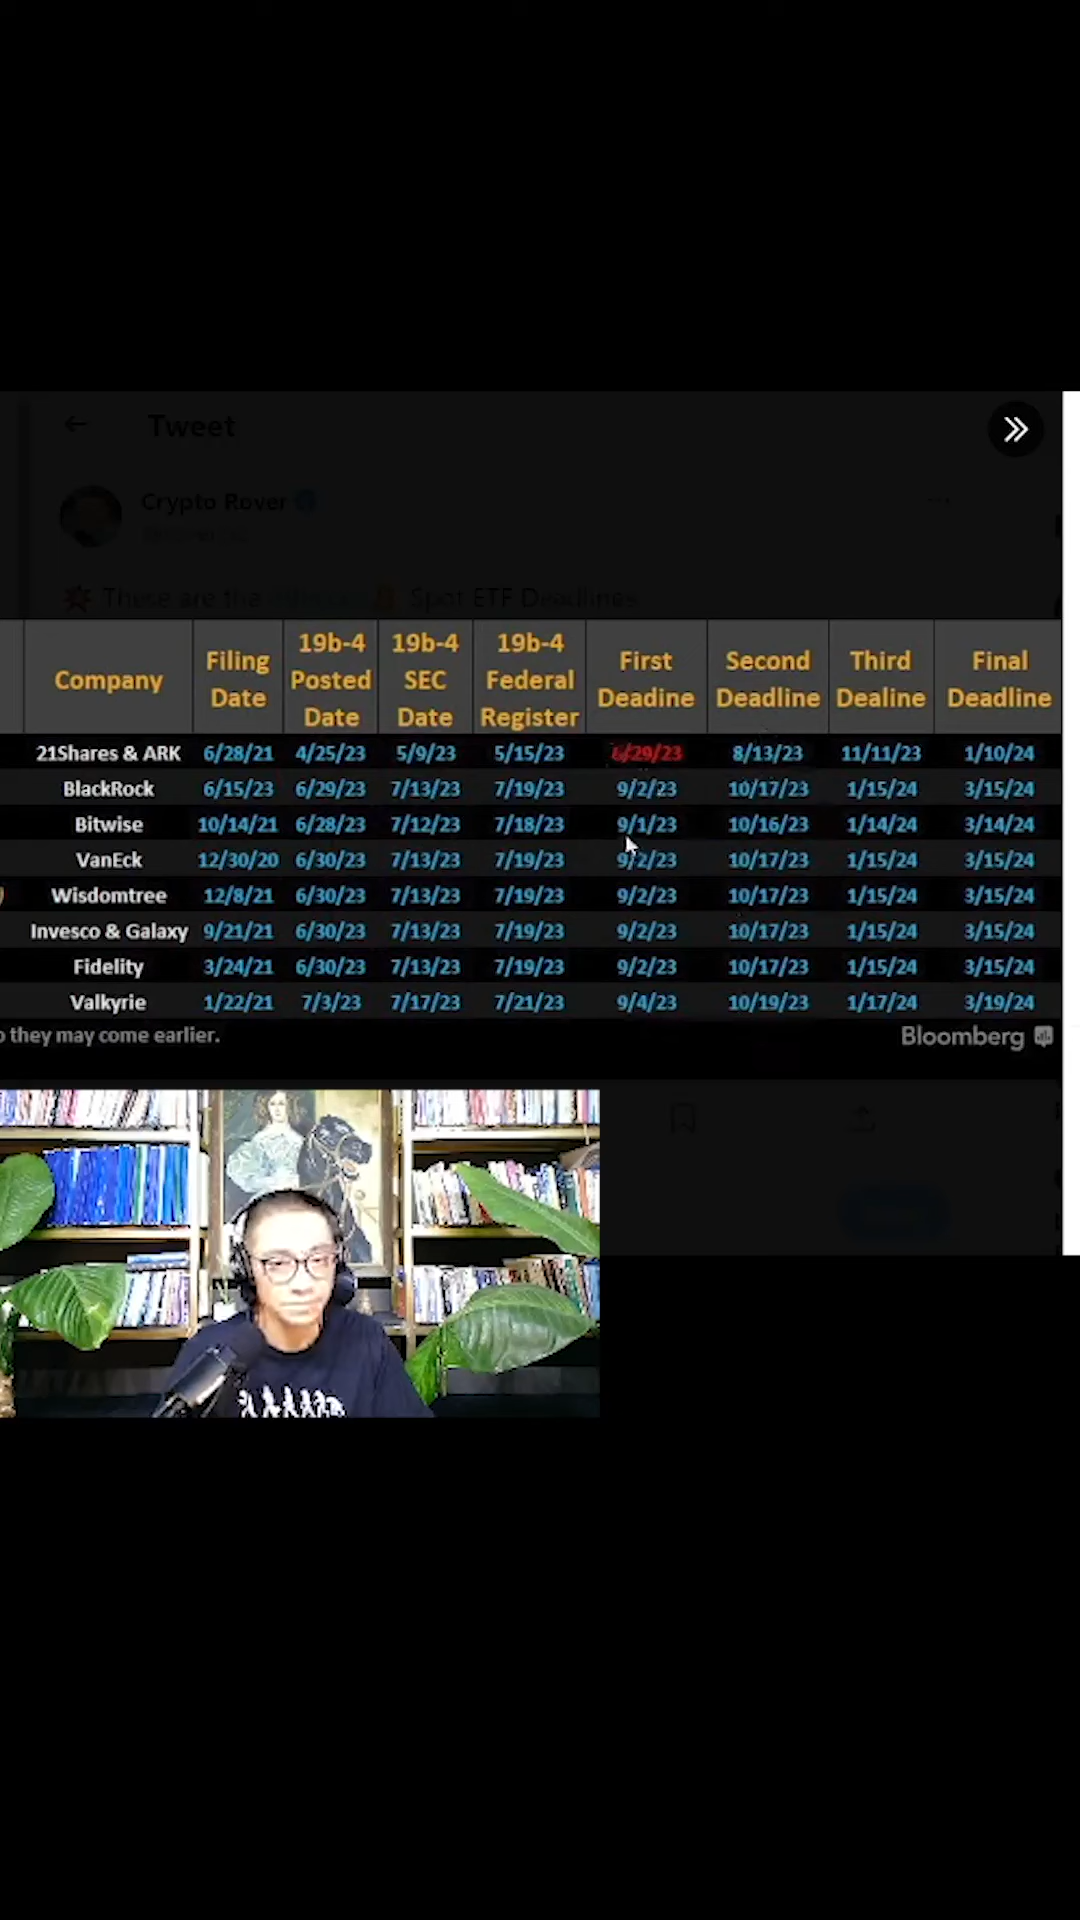 Tweet
Crypto Rover
These are the Spot ETF Deadlines
Company Filing Date 19b-4 Posted Date 19b-4 SEC Date 19b-4 Federal Register First Deadine Second Deadline Third Dealine Final Deadline
21Shares & ARK 6/28/21 4/25/23 5/9/23 5/15/23 6/29/23 8/13/23 11/11/23 1/10/24
BlackRock 6/15/23 6/29/23 7/13/23 7/19/23 9/2/23 10/17/23 1/15/24 3/15/24
Bitwise 10/14/21 6/28/23 7/12/23 7/18/23 9/1/23 10/16/23 1/14/24 3/14/24
VanEck 12/30/20 6/30/23 7/13/23 7/19/23 9/2/23 10/17/23 1/15/24 3/15/24
Wisdomtree 12/8/21 6/30/23 7/13/23 7/19/23 9/2/23 10/17/23 1/15/24 3/15/24
Invesco & Galaxy 9/21/21 6/30/23 7/13/23 7/19/23 9/2/23 10/17/23 1/15/24 3/15/24
Fidelity 3/24/21 6/30/23 7/13/23 7/19/23 9/2/23 10/17/23 1/15/24 3/15/24
Valkyrie 1/22/21 7/3/23 7/17/23 7/21/23 9/4/23 10/19/23 1/17/24 3/19/24
they may come earlier.
Bloomberg